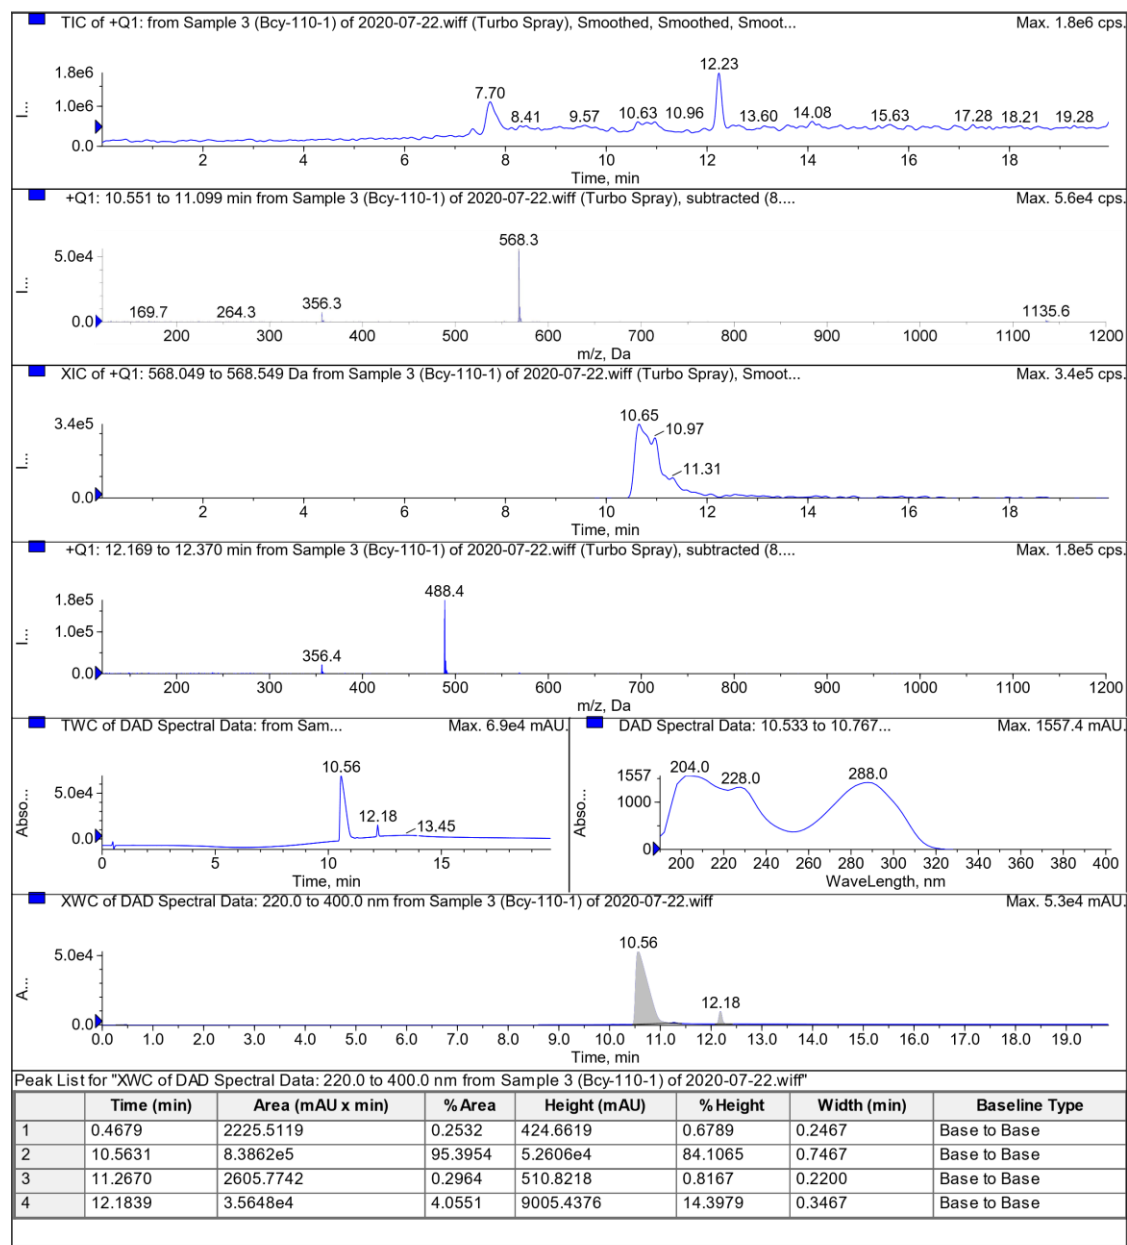 TIC of +Q1: from Sample 3 (Bcy-110-1) of 2020-07-22.wiff (Turbo Spray), Smoothed, Smoothed, Smoot... Max. 1.8e6 cps.
12.23
1.8e6
7.70
1.0e6
8.41 9.57 10.63 10.96 13.60 14.08 15.63 17.28 18.21 19.28
I...
0.0
2 4 6 8 10 12 14 16 18
Time, min
+Q1: 10.551 to 11.099 min from Sample 3 (Bcy-110-1) of 2020-07-22.wiff (Turbo Spray), subtracted (8.... Max. 5.6e4 cps.
568.3
5.0e4
I...
169.7 264.3 356.3 1135.6
0.0
200 300 400 500 600 700 800 900 1000 1100 1200
m/z, Da
XIC of +Q1: 568.049 to 568.549 Da from Sample 3 (Bcy-110-1) of 2020-07-22.wiff (Turbo Spray), Smoot... Max. 3.4e5 cps.
10.65
3.4e5
10.97
I...
11.31
0.0
2 4 6 8 10 12 14 16 18
Time, min
+Q1: 12.169 to 12.370 min from Sample 3 (Bcy-110-1) of 2020-07-22.wiff (Turbo Spray), subtracted (8.... Max. 1.8e5 cps.
488.4
1.8e5
1.0e5
I...
356.4
0.0
200 300 400 500 600 700 800 900 1000 1100 1200
m/z, Da
TWC of DAD Spectral Data: from Sam... Max. 6.9e4 mAU.
10.56
5.0e4
12.18
13.45
Abso...
0.0
0 5 10 15
Time, min
DAD Spectral Data: 10.533 to 10.767... Max. 1557.4 mAU.
204.0 228.0 288.0
1557
1000
Abso...
0
200 220 240 260 280 300 320 340 360 380 400
WaveLength, nm
XWC of DAD Spectral Data: 220.0 to 400.0 nm from Sample 3 (Bcy-110-1) of 2020-07-22.wiff Max. 5.3e4 mAU.
10.56
5.0e4
12.18
A...
0.0
0.0 1.0 2.0 3.0 4.0 5.0 6.0 7.0 8.0 9.0 10.0 11.0 12.0 13.0 14.0 15.0 16.0 17.0 18.0 19.0
Time, min
Peak List for "XWC of DAD Spectral Data: 220.0 to 400.0 nm from Sample 3 (Bcy-110-1) of 2020-07-22.wiff"
Time (min) Area (mAU x min) %Area Height (mAU) %Height Width (min) Baseline Type
1 0.4679 2225.5119 0.2532 424.6619 0.6789 0.2467 Base to Base
2 10.5631 8.3862e5 95.3954 5.2606e4 84.1065 0.7467 Base to Base
3 11.2670 2605.7742 0.2964 510.8218 0.8167 0.2200 Base to Base
4 12.1839 3.5648e4 4.0551 9005.4376 14.3979 0.3467 Base to Base